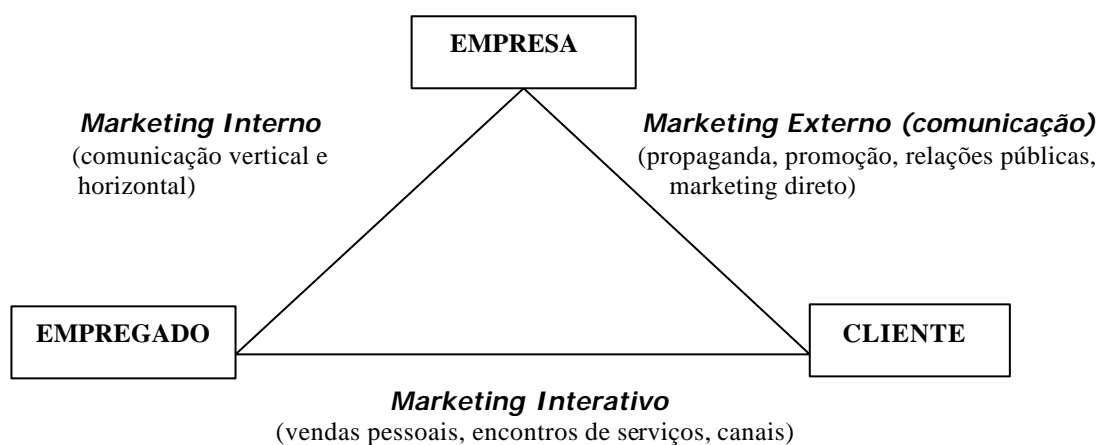 EMPRESA
Marketing Interno
(comunicação vertical e
horizontal)
Marketing Externo (comunicação)
(propaganda, promoção, relações públicas,
marketing direto)
EMPREGADO
CLIENTE
Marketing Interativo
(vendas pessoais, encontros de serviços, canais)